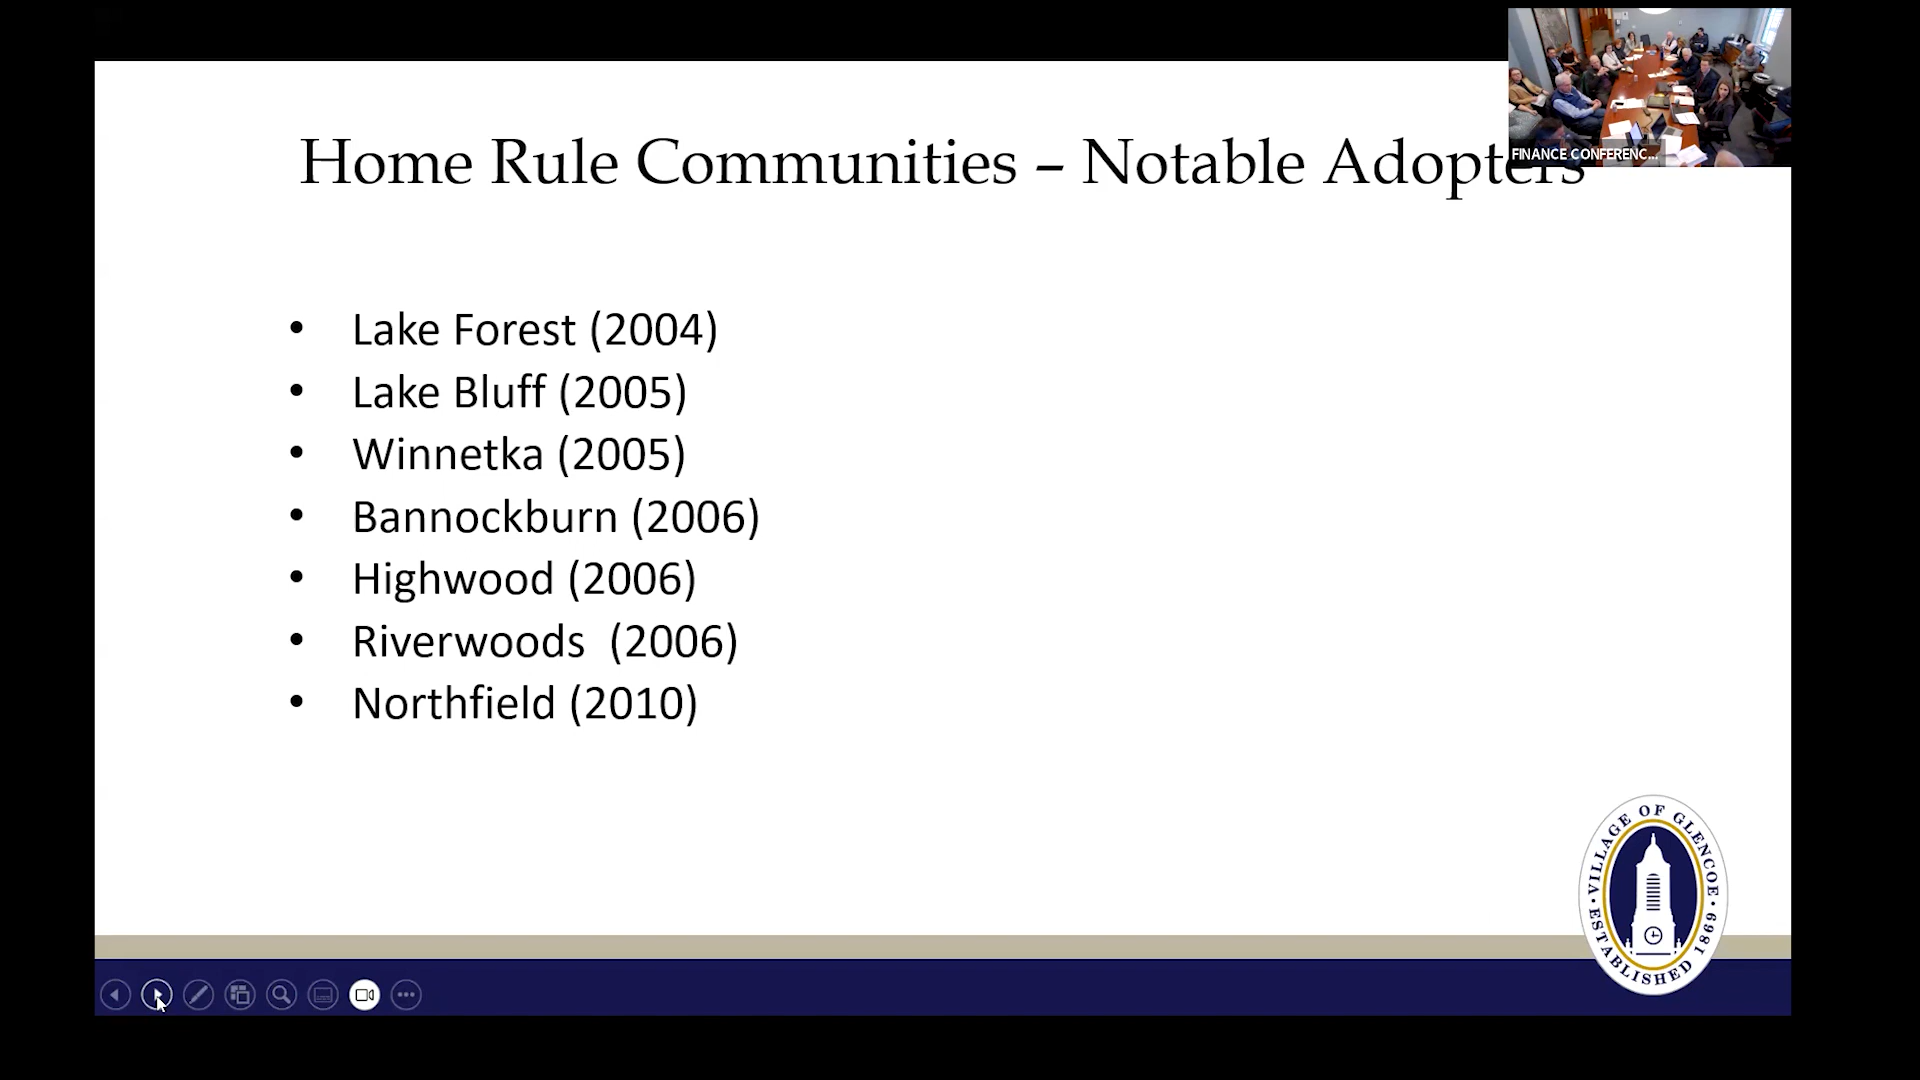 Home Rule Communities – Notable Adopters
FINANCE CONFERENC...
• Lake Forest (2004)
• Lake Bluff (2005)
• Winnetka (2005)
• Bannockburn (2006)
• Highwood (2006)
• Riverwoods  (2006)
• Northfield (2010)
VILLAGE OF GLENCOE
• ESTABLISHED 1869 •